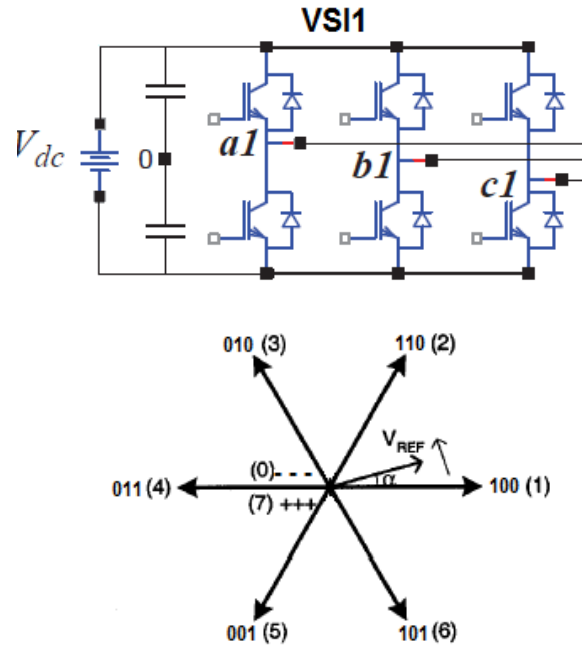 VSI1
Vdc
0
a1
b1
c1
010 (3)
110 (2)
VREF
(0) - - -
α
011 (4)
100 (1)
(7) +++
001 (5)
101 (6)